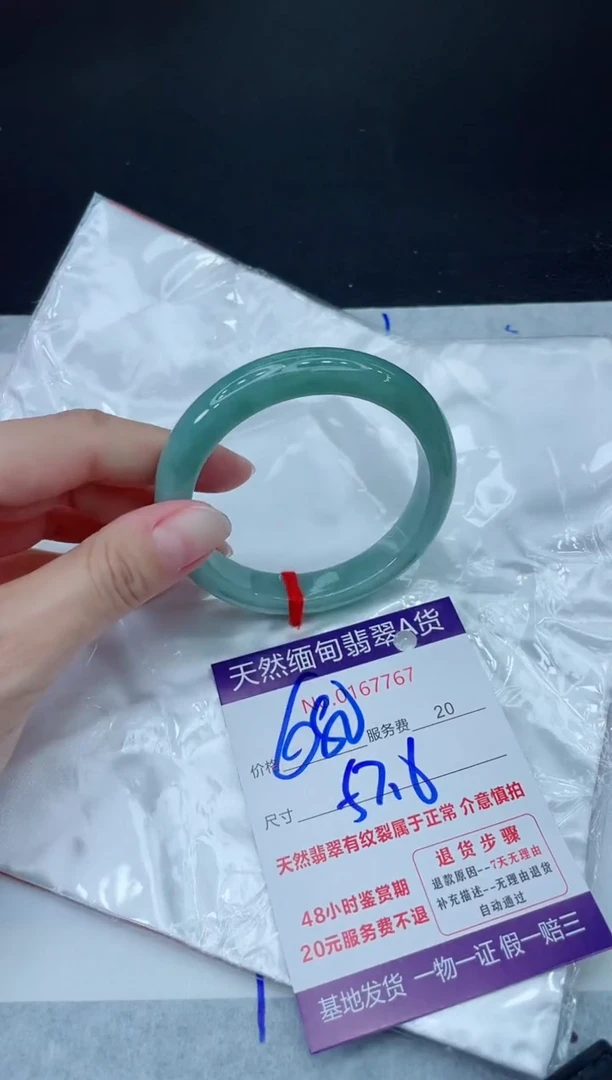 天然缅甸翡翠A货
No.0167767
价格 680 服务费 20
尺寸 57.8
天然翡翠有纹裂属于正常 介意慎拍
48小时鉴赏期
20元服务费不退
退货步骤
退款原因--7天无理由
补充描述--无理由退货
自动通过
基地发货 一物一证 假一赔三